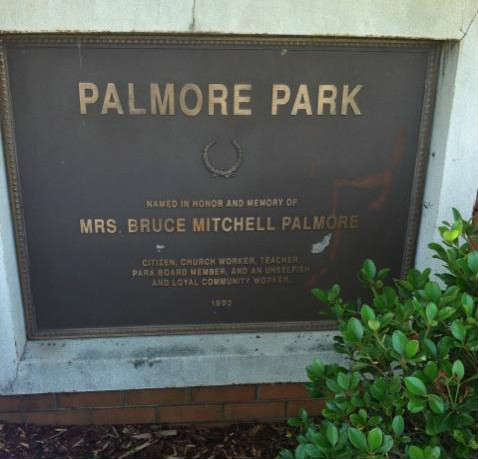 PALMORE PARK
NAMED IN HONOR AND MEMORY OF
MRS. BRUCE MITCHELL PALMORE
CITIZEN, CHURCH WORKER, TEACHER
PARA BOARD MEMBER, AND AN UNSELFISH
AND LOYAL COMMUNITY WORKER.